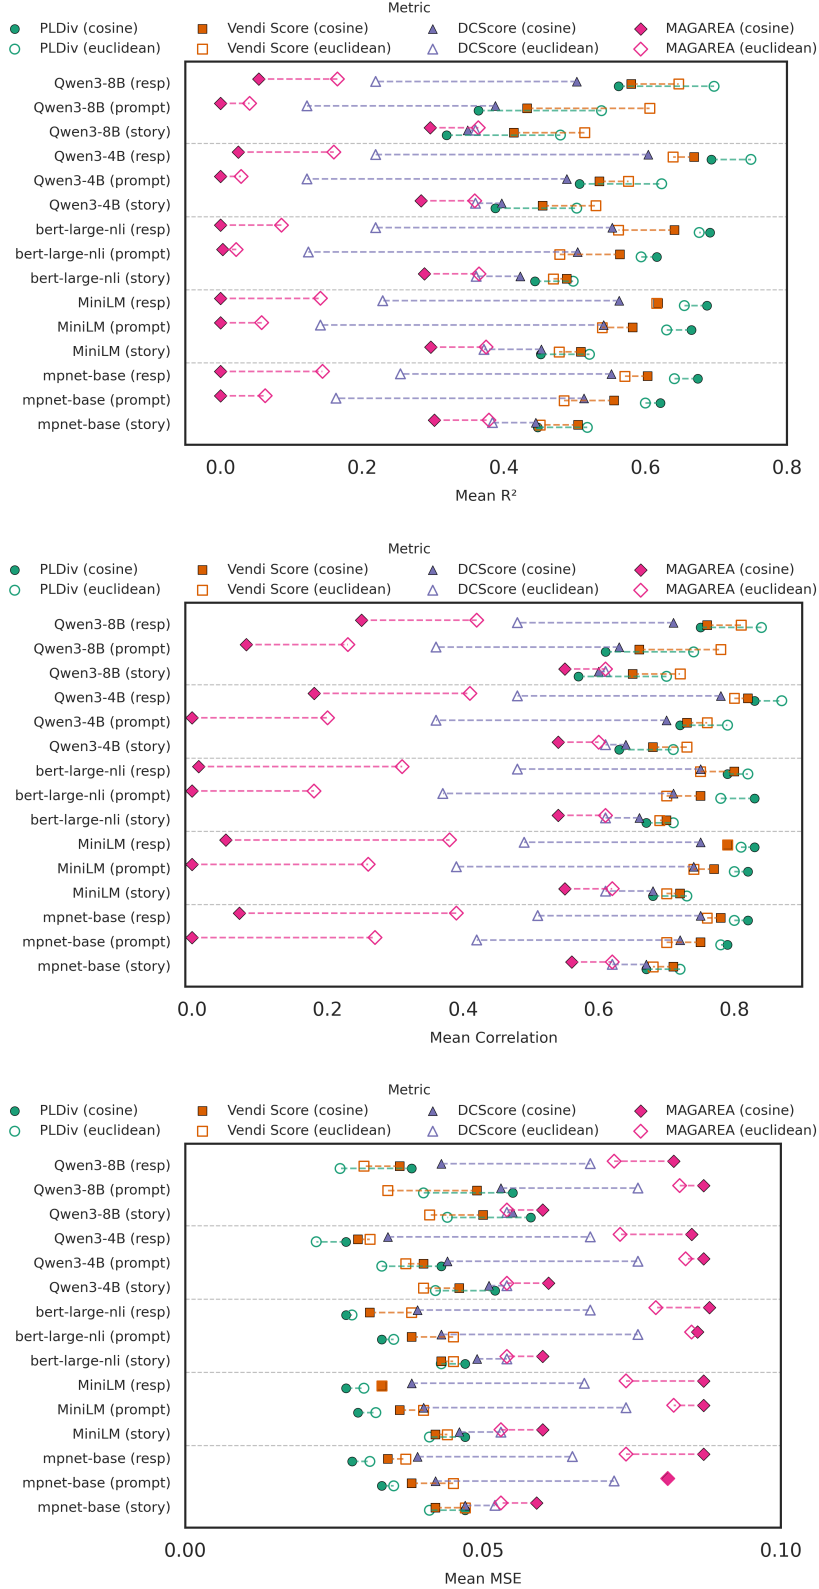 Metric
PLDiv (cosine) Vendi Score (cosine) DCScore (cosine) MAGAREA (cosine)
PLDiv (euclidean) Vendi Score (euclidean) DCScore (euclidean) MAGAREA (euclidean)
Qwen3-8B (resp)
Qwen3-8B (prompt)
Qwen3-8B (story)
Qwen3-4B (resp)
Qwen3-4B (prompt)
Qwen3-4B (story)
bert-large-nli (resp)
bert-large-nli (prompt)
bert-large-nli (story)
MiniLM (resp)
MiniLM (prompt)
MiniLM (story)
mpnet-base (resp)
mpnet-base (prompt)
mpnet-base (story)
0.0 0.2 0.4 0.6 0.8
Mean R²
Metric
PLDiv (cosine) Vendi Score (cosine) DCScore (cosine) MAGAREA (cosine)
PLDiv (euclidean) Vendi Score (euclidean) DCScore (euclidean) MAGAREA (euclidean)
Qwen3-8B (resp)
Qwen3-8B (prompt)
Qwen3-8B (story)
Qwen3-4B (resp)
Qwen3-4B (prompt)
Qwen3-4B (story)
bert-large-nli (resp)
bert-large-nli (prompt)
bert-large-nli (story)
MiniLM (resp)
MiniLM (prompt)
MiniLM (story)
mpnet-base (resp)
mpnet-base (prompt)
mpnet-base (story)
0.0 0.2 0.4 0.6 0.8
Mean Correlation
Metric
PLDiv (cosine) Vendi Score (cosine) DCScore (cosine) MAGAREA (cosine)
PLDiv (euclidean) Vendi Score (euclidean) DCScore (euclidean) MAGAREA (euclidean)
Qwen3-8B (resp)
Qwen3-8B (prompt)
Qwen3-8B (story)
Qwen3-4B (resp)
Qwen3-4B (prompt)
Qwen3-4B (story)
bert-large-nli (resp)
bert-large-nli (prompt)
bert-large-nli (story)
MiniLM (resp)
MiniLM (prompt)
MiniLM (story)
mpnet-base (resp)
mpnet-base (prompt)
mpnet-base (story)
0.00 0.05 0.10
Mean MSE